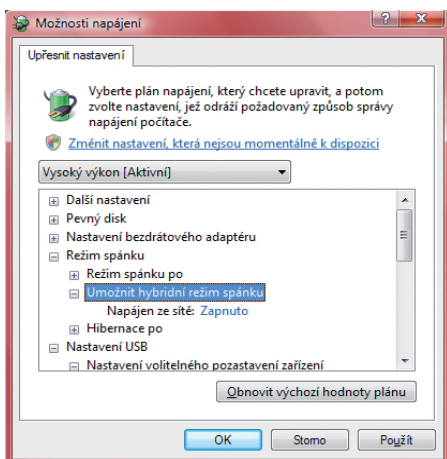 Možnosti napájení
Upřesnit nastavení
Vyberte plán napájení, který chcete upravit, a potom
zvolte nastavení, jež odráží požadovaný způsob správy
napájení počítače.
Změnit nastavení, která nejsou momentálně k dispozici
Vysoký výkon [Aktivní]
Další nastavení
Pevný disk
Nastavení bezdrátového adaptéru
Režim spánku
Režim spánku po
Umožnit hybridní režim spánku
Napájen ze sítě: Zapnuto
Hibernace po
Nastavení USB
Nastavení volitelného pozastavení zařízení
Obnovit výchozí hodnoty plánu
OK Stomo Použít